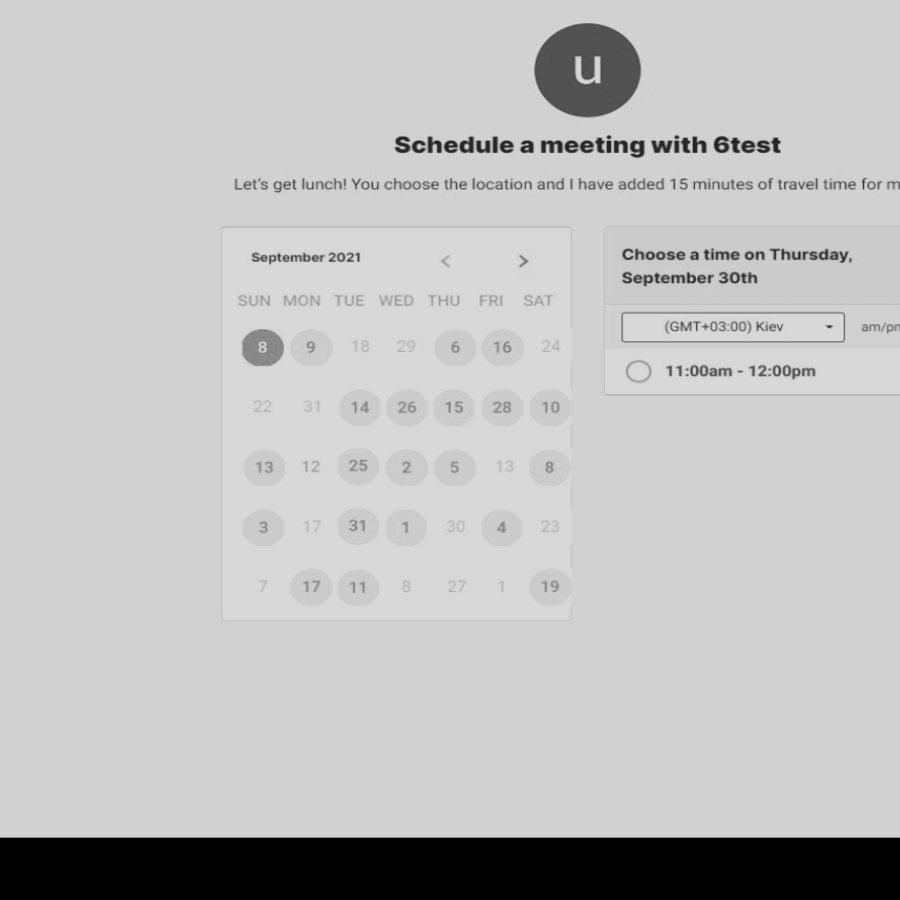 u
Schedule a meeting with 6test
Let's get lunch! You choose the location and I have added 15 minutes of travel time for m
September 2021 < >
SUN MON TUE WED THU FRI SAT
8 9 18 29 6 16 24
22 31 14 26 15 28 10
13 12 25 2 5 13 8
3 17 31 1 30 4 23
7 17 11 8 27 1 19
Choose a time on Thursday,
September 30th
(GMT+03:00) Kiev am/pm
11:00am - 12:00pm